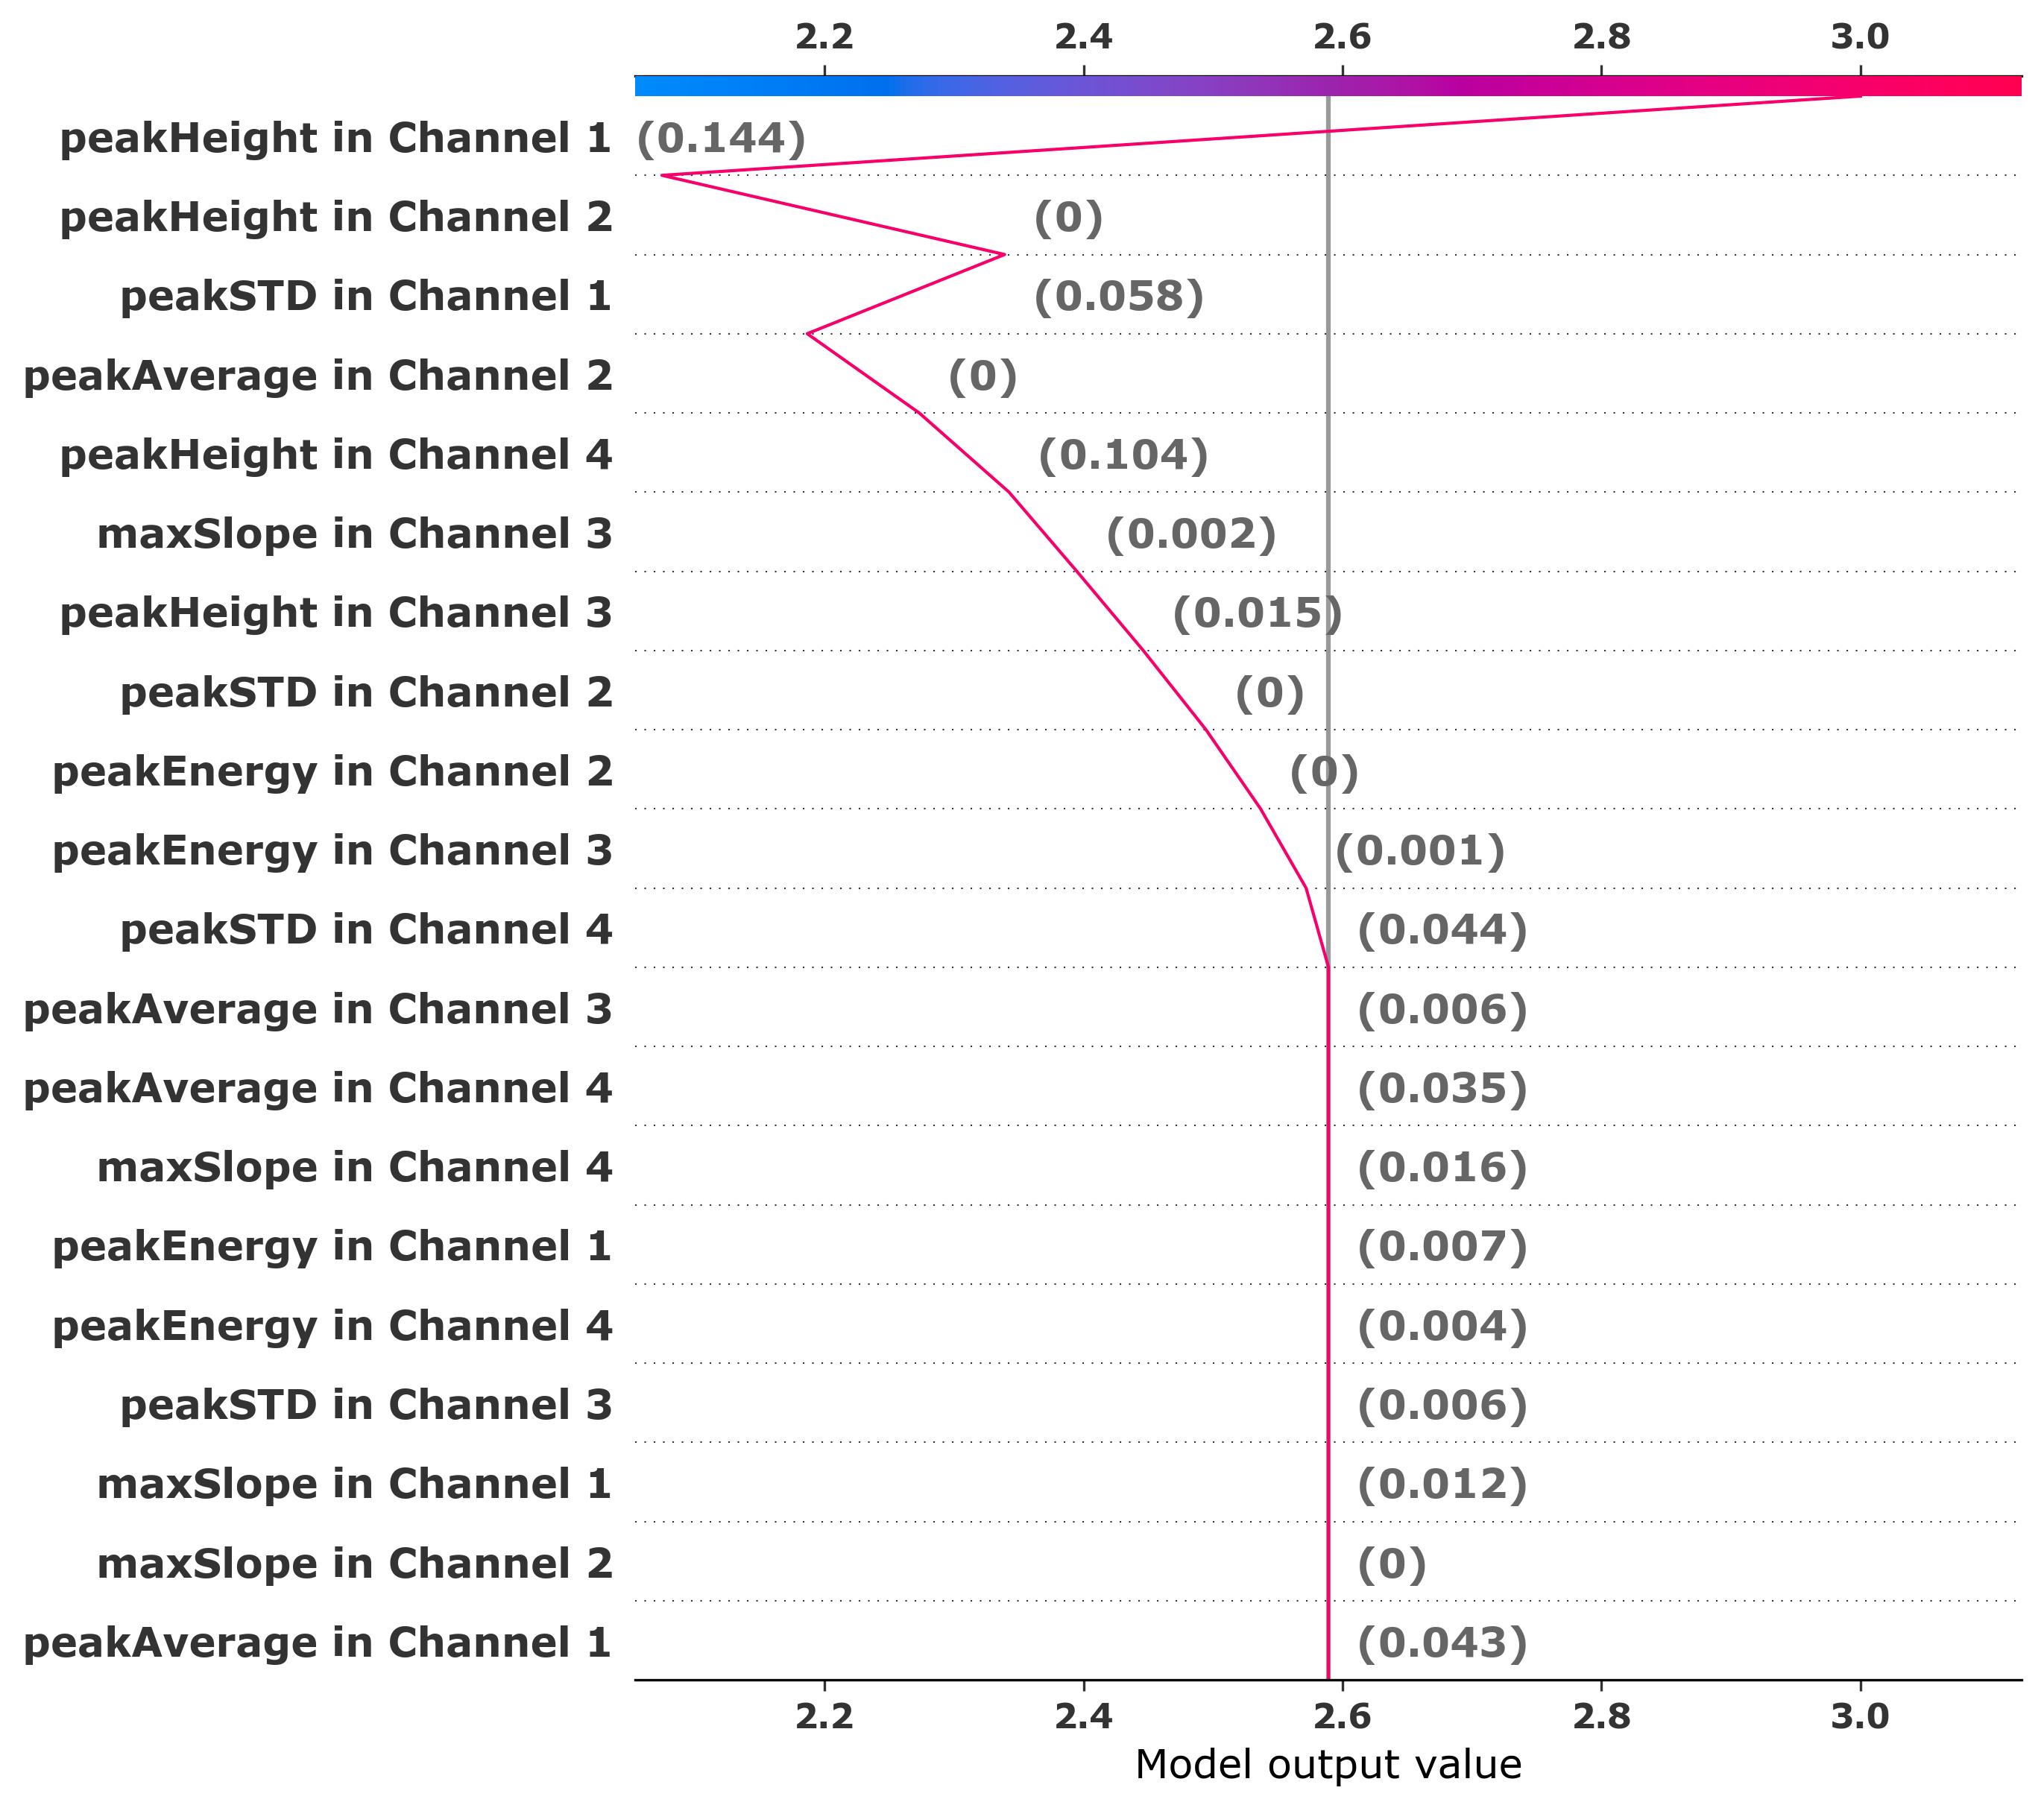 2.2 2.4 2.6 2.8 3.0
peakHeight in Channel 1 (0.144)
peakHeight in Channel 2 (0)
peakSTD in Channel 1 (0.058)
peakAverage in Channel 2 (0)
peakHeight in Channel 4 (0.104)
maxSlope in Channel 3 (0.002)
peakHeight in Channel 3 (0.015)
peakSTD in Channel 2 (0)
peakEnergy in Channel 2 (0)
peakEnergy in Channel 3 (0.001)
peakSTD in Channel 4 (0.044)
peakAverage in Channel 3 (0.006)
peakAverage in Channel 4 (0.035)
maxSlope in Channel 4 (0.016)
peakEnergy in Channel 1 (0.007)
peakEnergy in Channel 4 (0.004)
peakSTD in Channel 3 (0.006)
maxSlope in Channel 1 (0.012)
maxSlope in Channel 2 (0)
peakAverage in Channel 1 (0.043)
2.2 2.4 2.6 2.8 3.0
Model output value